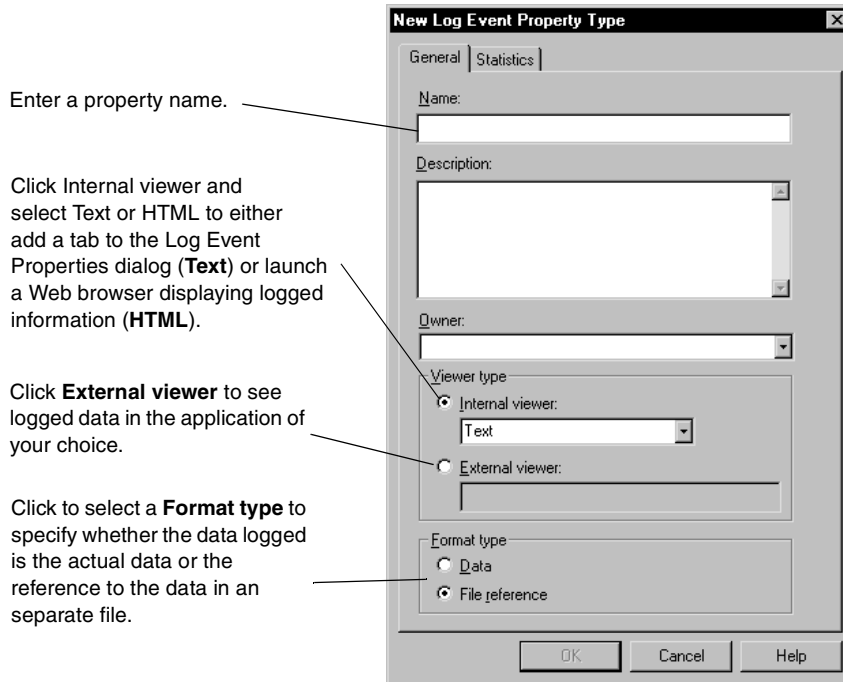 New Log Event Property Type
General
Statistics
Enter a property name.
Name:
Description:
Click Internal viewer and
select Text or HTML to either
add a tab to the Log Event
Properties dialog (Text) or launch
a Web browser displaying logged
information (HTML).
Owner:
Viewer type
Internal viewer:
Text
Click External viewer to see
logged data in the application of
your choice.
External viewer:
Click to select a Format type to
specify whether the data logged
is the actual data or the
reference to the data in an
separate file.
Format type
Data
File reference
OK
Cancel
Help